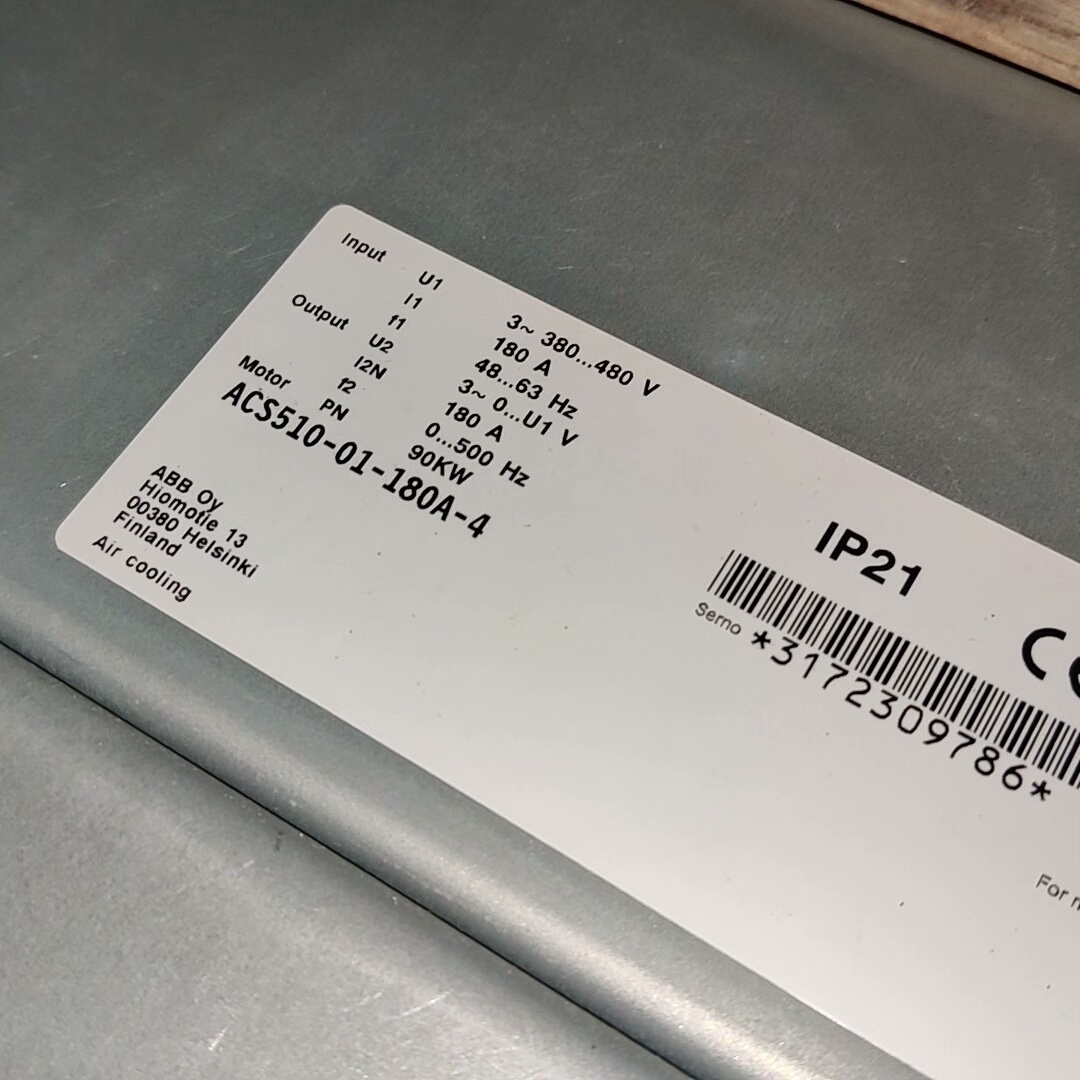 Input
U1 3~ 380...480 V
I1 180 A
f1 48...63 Hz
Output
U2 3~ 0...U1 V
I2N 180 A
f2 0...500 Hz
Motor
PN 90KW
ACS510-01-180A-4
ABB Oy
Hiomotie 13
00380 Helsinki
Finland
Air cooling
IP21
CE
Serno *3172309786*
For